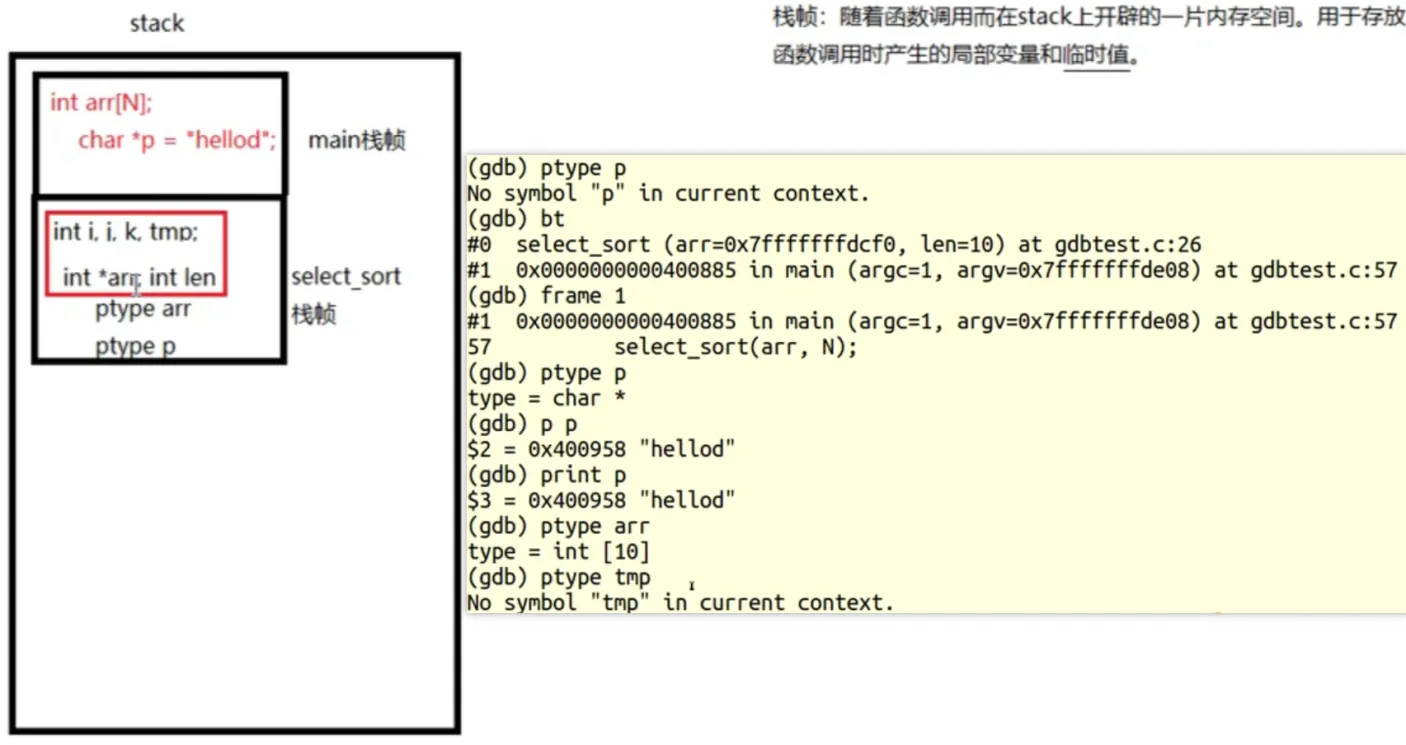 stack
栈帧：随着函数调用而在stack上开辟的一片内存空间。用于存放
函数调用时产生的局部变量和临时值。
int arr[N];
char *p = "hellod";
main栈帧
int i, j, k, tmp;
int *arr, int len
ptype arr
ptype p
select_sort
栈帧
(gdb) ptype p
No symbol "p" in current context.
(gdb) bt
#0  select_sort (arr=0x7fffffffdcf0, len=10) at gdbtest.c:26
#1  0x0000000000400885 in main (argc=1, argv=0x7fffffffde08) at gdbtest.c:57
(gdb) frame 1
#1  0x0000000000400885 in main (argc=1, argv=0x7fffffffde08) at gdbtest.c:57
57          select_sort(arr, N);
(gdb) ptype p
type = char *
(gdb) p p
$2 = 0x400958 "hellod"
(gdb) print p
$3 = 0x400958 "hellod"
(gdb) ptype arr
type = int [10]
(gdb) ptype tmp
No symbol "tmp" in current context.